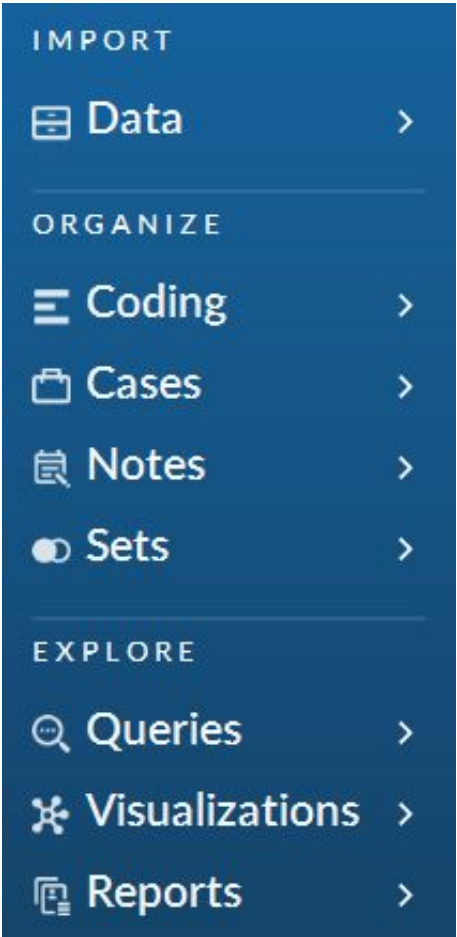 IMPORT
Data
ORGANIZE
Coding
Cases
Notes
Sets
EXPLORE
Queries
Visualizations
Reports